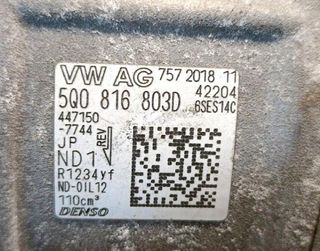 VW AG 757 2018 11
42204
5Q0 816 803D 6SES14C
447150
-7744
JP REV
ND1
R1234yf
ND-OIL12
110cm³
DENSO